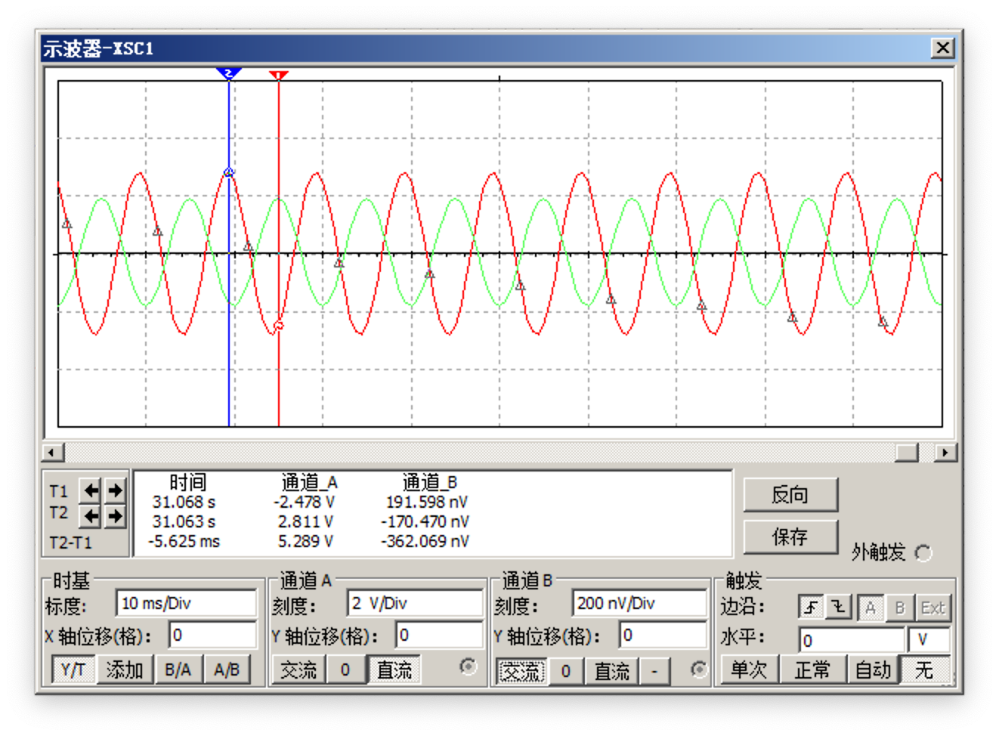 示波器-XSC1
2 1
时间 通道_A 通道_B
T1 31.068 s -2.478 V 191.598 nV
T2 31.063 s 2.811 V -170.470 nV
T2-T1 -5.625 ms 5.289 V -362.069 nV
反向
保存
外触发
时基
标度: 10 ms/Div
X 轴位移(格): 0
Y/T 添加 B/A A/B
通道 A
刻度: 2 V/Div
Y 轴位移(格): 0
交流 0 直流
通道 B
刻度: 200 nV/Div
Y 轴位移(格): 0
交流 0 直流 -
触发
边沿: A B Ext
水平: 0 V
单次 正常 自动 无